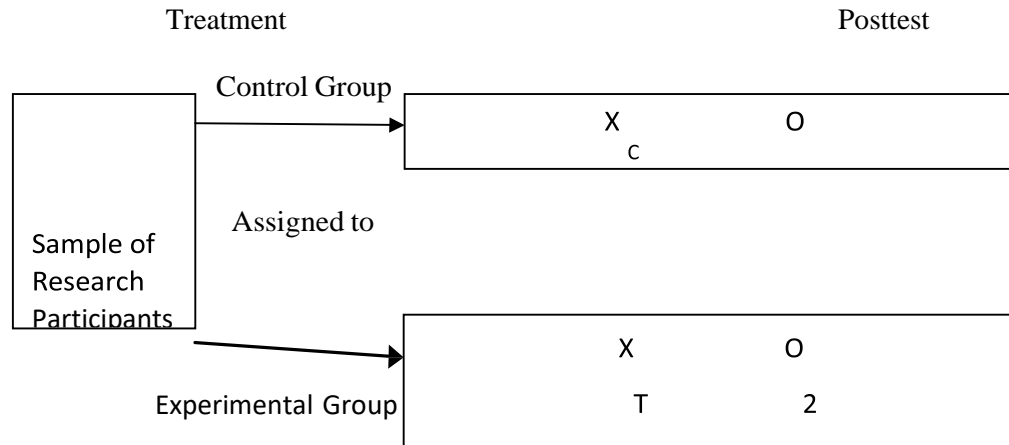 Treatment Posttest
Control Group
X O
C
Assigned to
Sample of
Research
Participants
X O
Experimental Group T 2